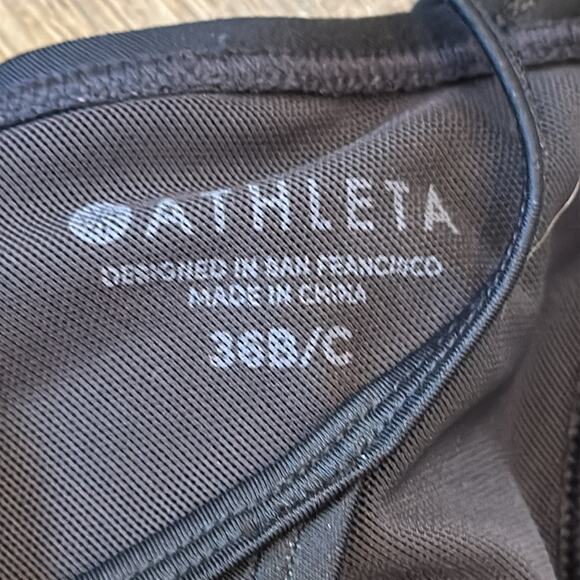 ATHLETA
DESIGNED IN SAN FRANCISCO
MADE IN CHINA
36B/C